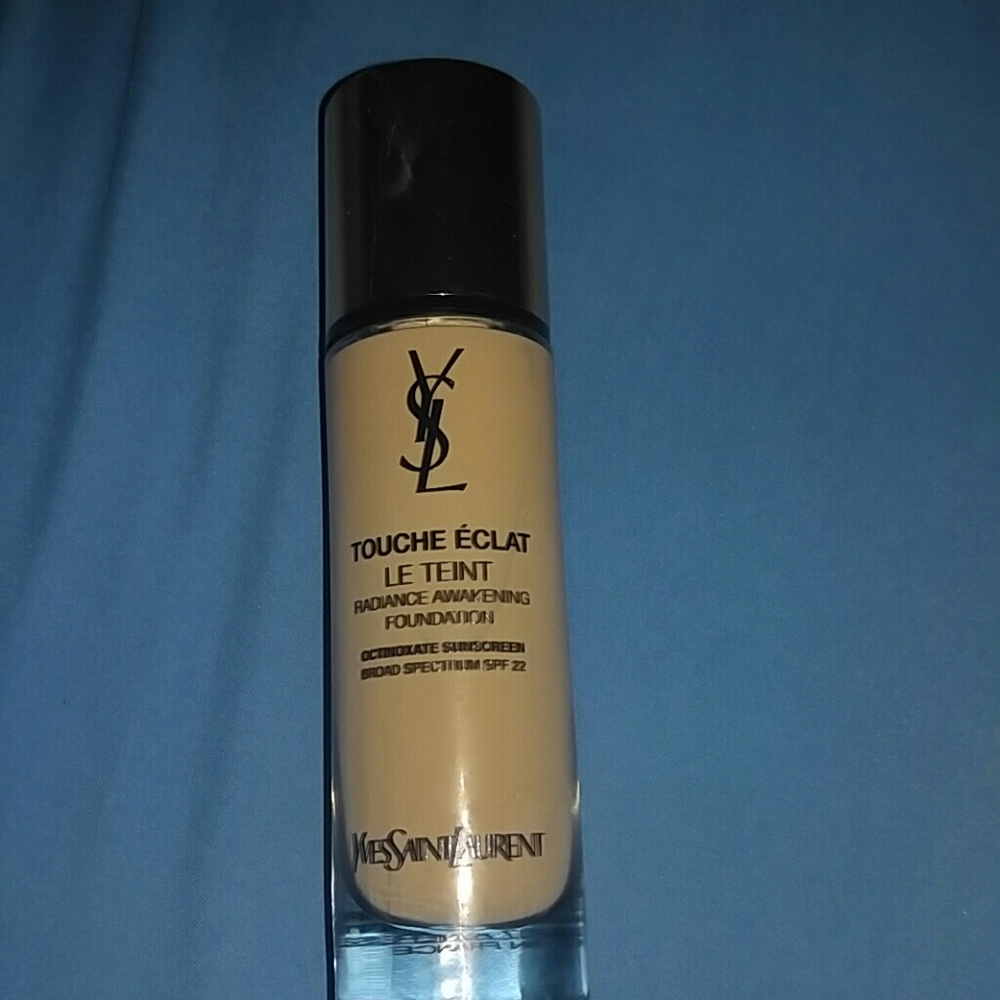 YSL
TOUCHE ÉCLAT
LE TEINT
RADIANCE AWAKENING
FOUNDATION
OCTINOXATE SUNSCREEN
BROAD SPECTRUM SPF 22
YVESSAINTLAURENT